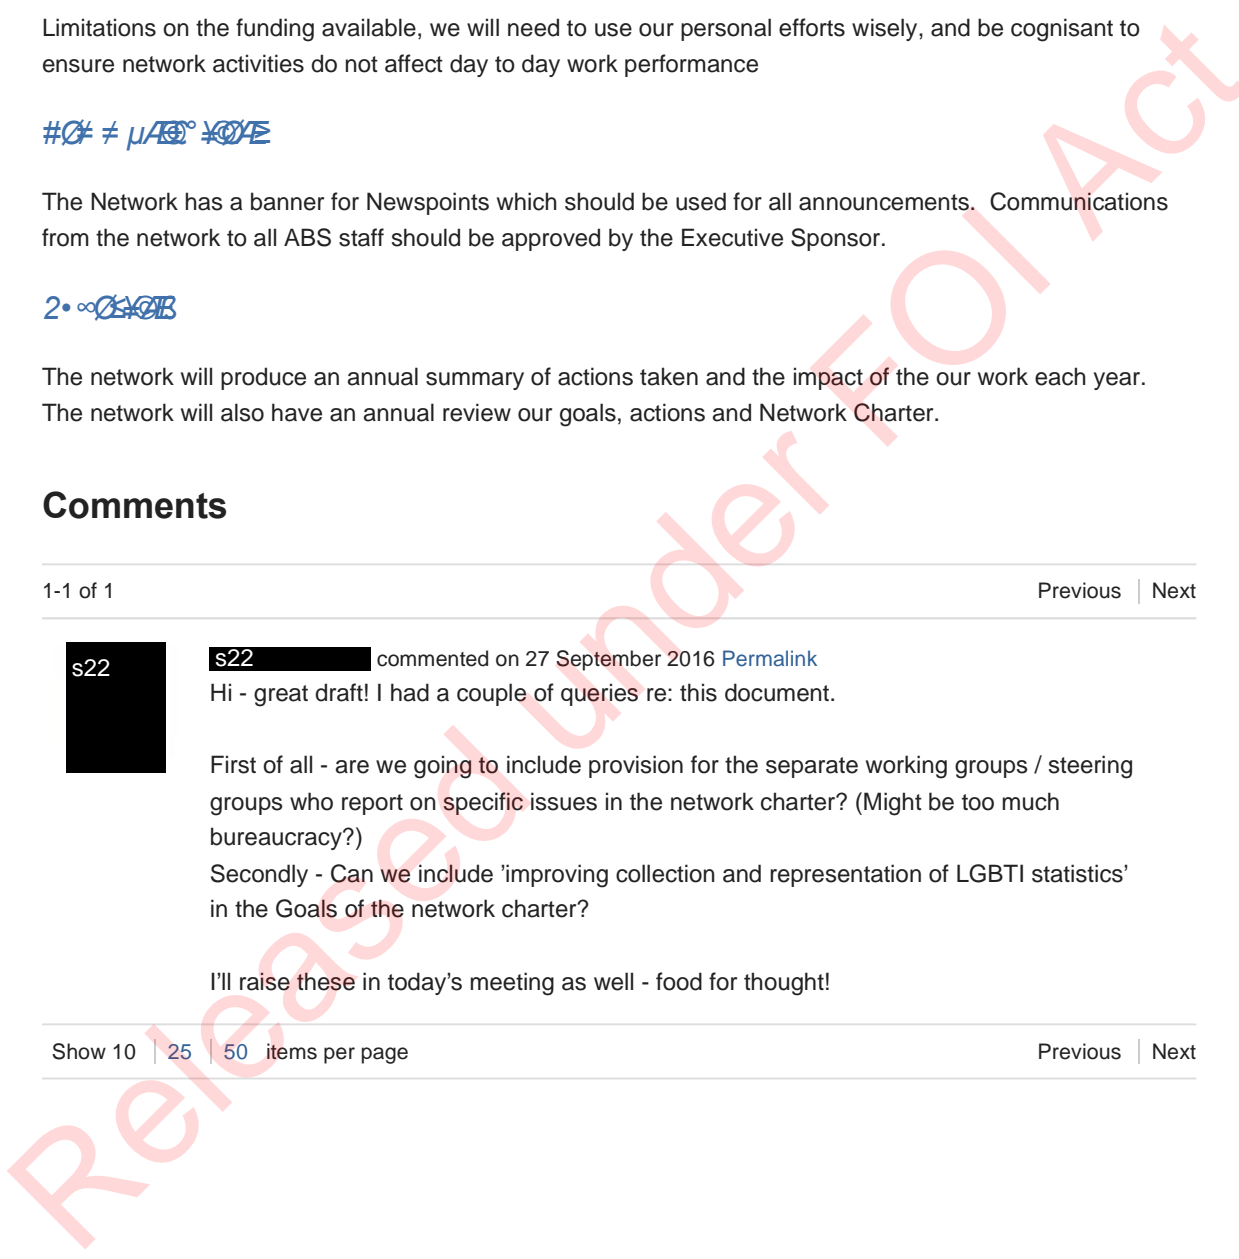 Limitations on the funding available, we will need to use our personal efforts wisely, and be cognisant to
ensure network activities do not affect day to day work performance
The Network has a banner for Newspoints which should be used for all announcements.  Communications
from the network to all ABS staff should be approved by the Executive Sponsor.
The network will produce an annual summary of actions taken and the impact of the our work each year.
The network will also have an annual review our goals, actions and Network Charter.
Comments
1-1 of 1 Previous Next
s22
s22 commented on 27 September 2016 Permalink
Hi - great draft! I had a couple of queries re: this document.
First of all - are we going to include provision for the separate working groups / steering
groups who report on specific issues in the network charter? (Might be too much
bureaucracy?)
Secondly - Can we include 'improving collection and representation of LGBTI statistics'
in the Goals of the network charter?
I'll raise these in today's meeting as well - food for thought!
Show 10 25 50 items per page Previous Next
Released under FOI Act